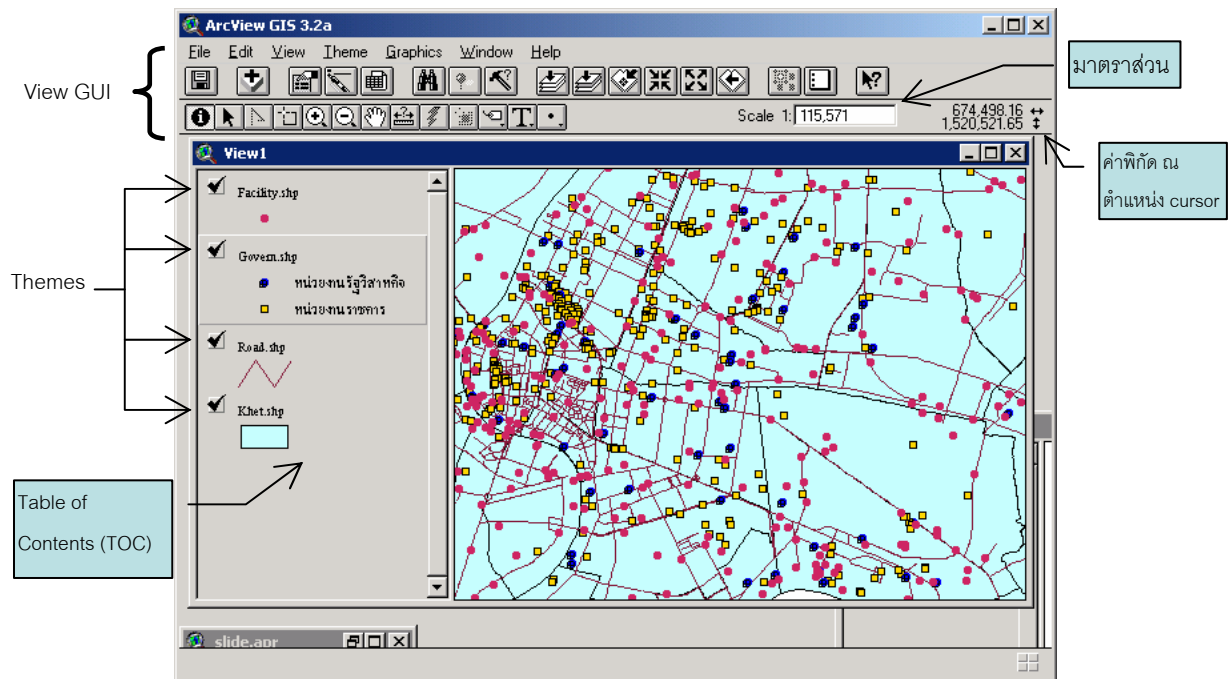 ArcView GIS 3.2a
File Edit View Theme Graphics Window Help
View GUI
มาตราส่วน
Scale 1: 115,571
674,498.16
1,520,521.65
ค่าพิกัด ณ
ตำแหน่ง cursor
View1
Themes
Facility.shp
Govern.shp
หน่วยงานรัฐวิสาหกิจ
หน่วยงานราชการ
Road.shp
Khet.shp
Table of
Contents (TOC)
slide.apr